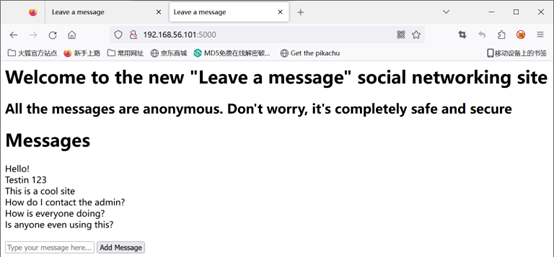 Leave a message
Leave a message
192.168.56.101:5000
火狐官方站点 新手上路 常用网址 京东商城 MD5免费在线解密破... Get the pikachu 移动设备上的书签
Welcome to the new "Leave a message" social networking site
All the messages are anonymous. Don't worry, it's completely safe and secure
Messages
Hello!
Testin 123
This is a cool site
How do I contact the admin?
How is everyone doing?
Is anyone even using this?
Type your message here... Add Message